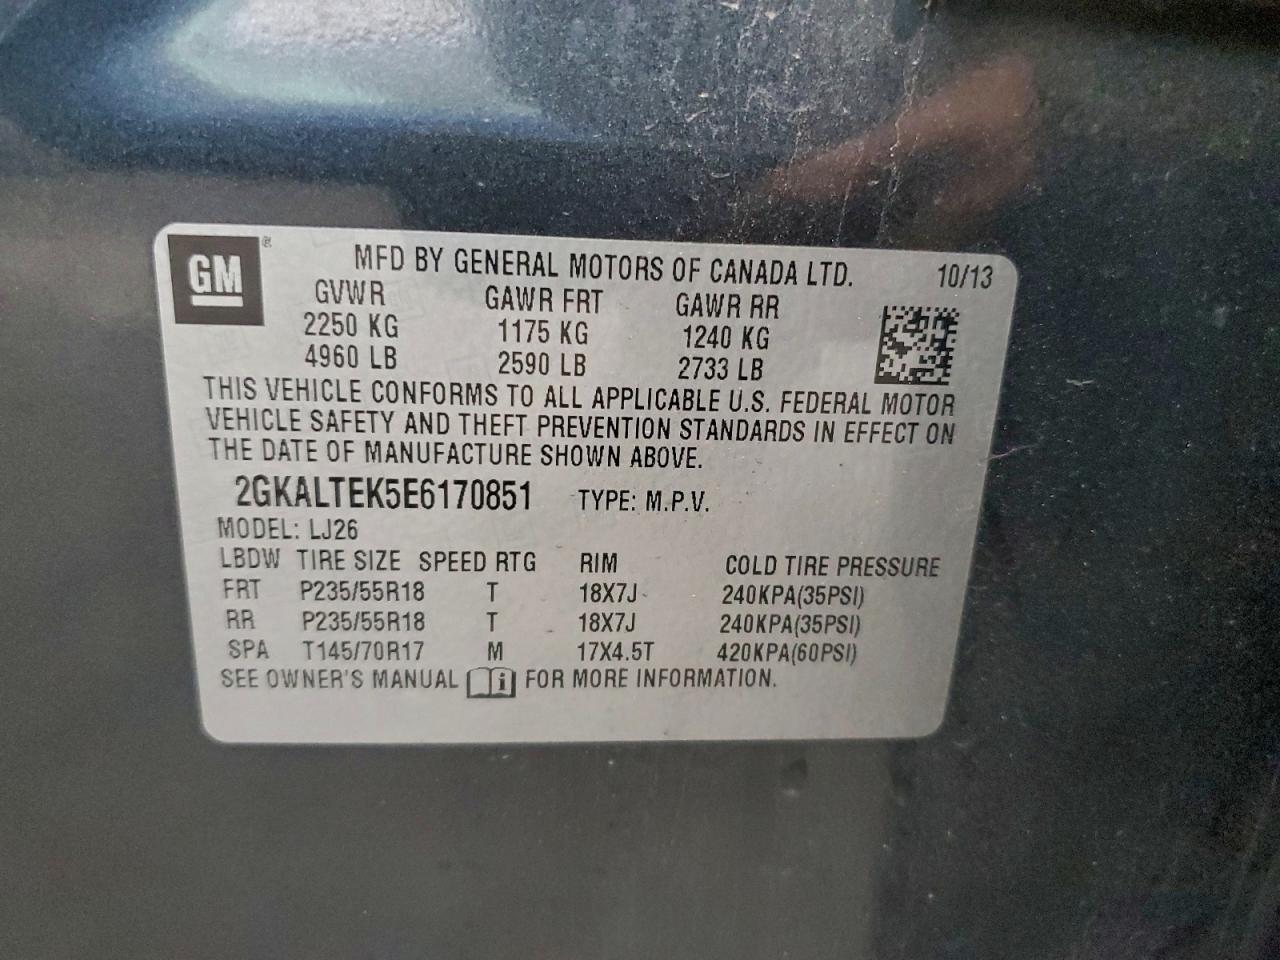 GM ® MFD BY GENERAL MOTORS OF CANADA LTD. 10/13
GVWR GAWR FRT GAWR RR
2250 KG 1175 KG 1240 KG
4960 LB 2590 LB 2733 LB
THIS VEHICLE CONFORMS TO ALL APPLICABLE U.S. FEDERAL MOTOR
VEHICLE SAFETY AND THEFT PREVENTION STANDARDS IN EFFECT ON
THE DATE OF MANUFACTURE SHOWN ABOVE.
2GKALTEK5E6170851 TYPE: M.P.V.
MODEL: LJ26
LBDW TIRE SIZE SPEED RTG RIM COLD TIRE PRESSURE
FRT P235/55R18 T 18X7J 240KPA(35PSI)
RR P235/55R18 T 18X7J 240KPA(35PSI)
SPA T145/70R17 M 17X4.5T 420KPA(60PSI)
SEE OWNER'S MANUAL i FOR MORE INFORMATION.